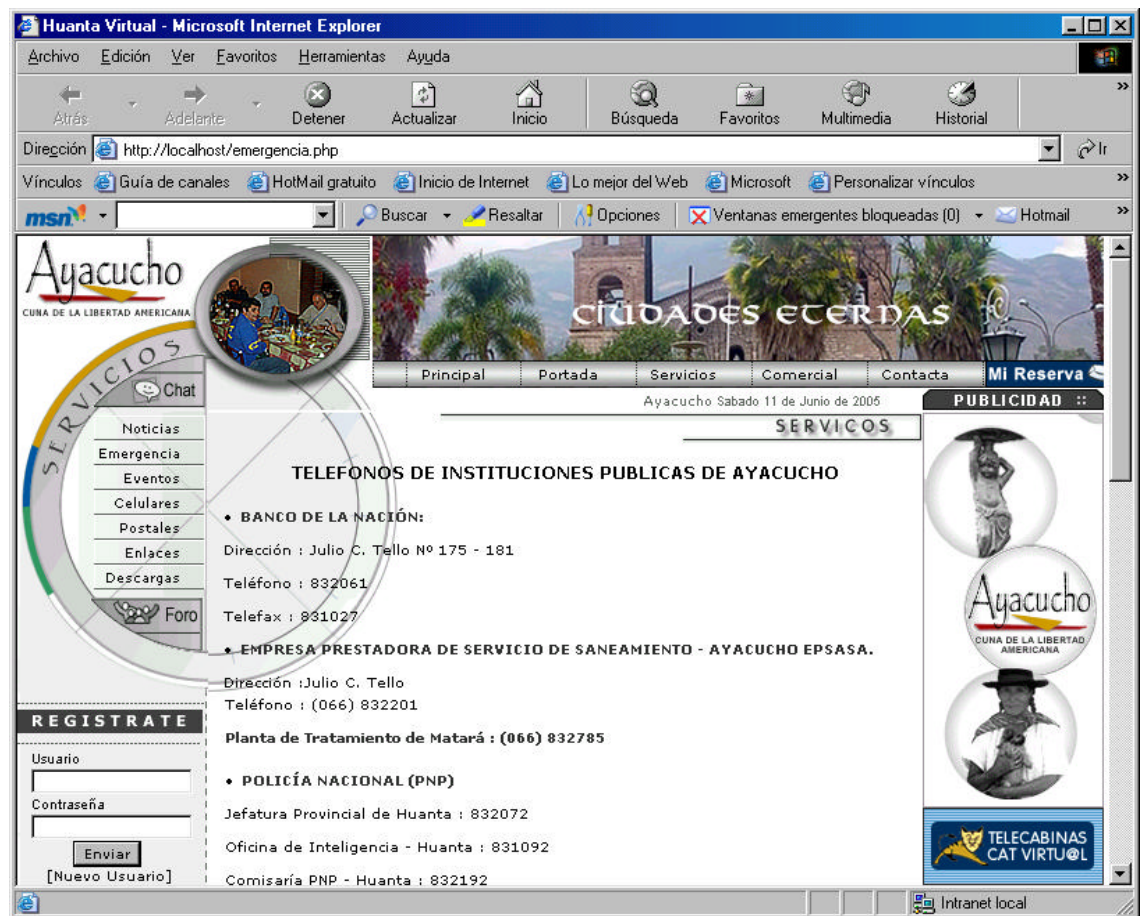 Huanta Virtual - Microsoft Internet Explorer
Archivo Edición Ver Favoritos Herramientas Ayuda
Atrás Adelante Detener Actualizar Inicio Búsqueda Favoritos Multimedia Historial
Dirección http://localhost/emergencia.php Ir
Vínculos Guía de canales HotMail gratuito Inicio de Internet Lo mejor del Web Microsoft Personalizar vínculos
msn Buscar Resaltar Opciones Ventanas emergentes bloqueadas (0) Hotmail
Ayacucho
CUNA DE LA LIBERTAD AMERICANA
CIUDADES ETERNAS
Principal Portada Servicios Comercial Contacta Mi Reserva
SERVICIOS
Chat
Noticias
Emergencia
Eventos
Celulares
Postales
Enlaces
Descargas
Foro
REGISTRATE
Usuario
Contraseña
Enviar
[Nuevo Usuario]
Ayacucho Sabado 11 de Junio de 2005
SERVICOS
TELEFONOS DE INSTITUCIONES PUBLICAS DE AYACUCHO
• BANCO DE LA NACIÓN:
Dirección : Julio C. Tello Nº 175 - 181
Teléfono : 832061
Telefax : 831027
• EMPRESA PRESTADORA DE SERVICIO DE SANEAMIENTO - AYACUCHO EPSASA.
Dirección :Julio C. Tello
Teléfono : (066) 832201
Planta de Tratamiento de Matará : (066) 832785
• POLICÍA NACIONAL (PNP)
Jefatura Provincial de Huanta : 832072
Oficina de Inteligencia - Huanta : 831092
Comisaría PNP - Huanta : 832192
PUBLICIDAD ::
Ayacucho
CUNA DE LA LIBERTAD
AMERICANA
TELECABINAS
CAT VIRTU@L
Intranet local